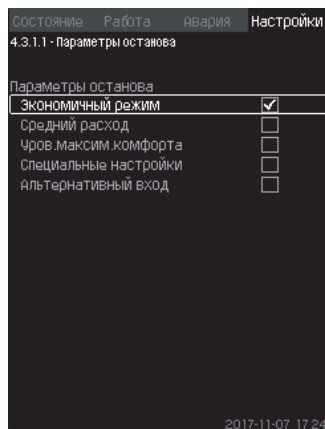 Состояние Работа Авария Настройки
4.3.1.1 - Параметры останова
Параметры останова
Экономичный режим
Средний расход
Уров.максим.комфорта
Специальные настройки
Альтернативный вход
2017-11-07 17:24